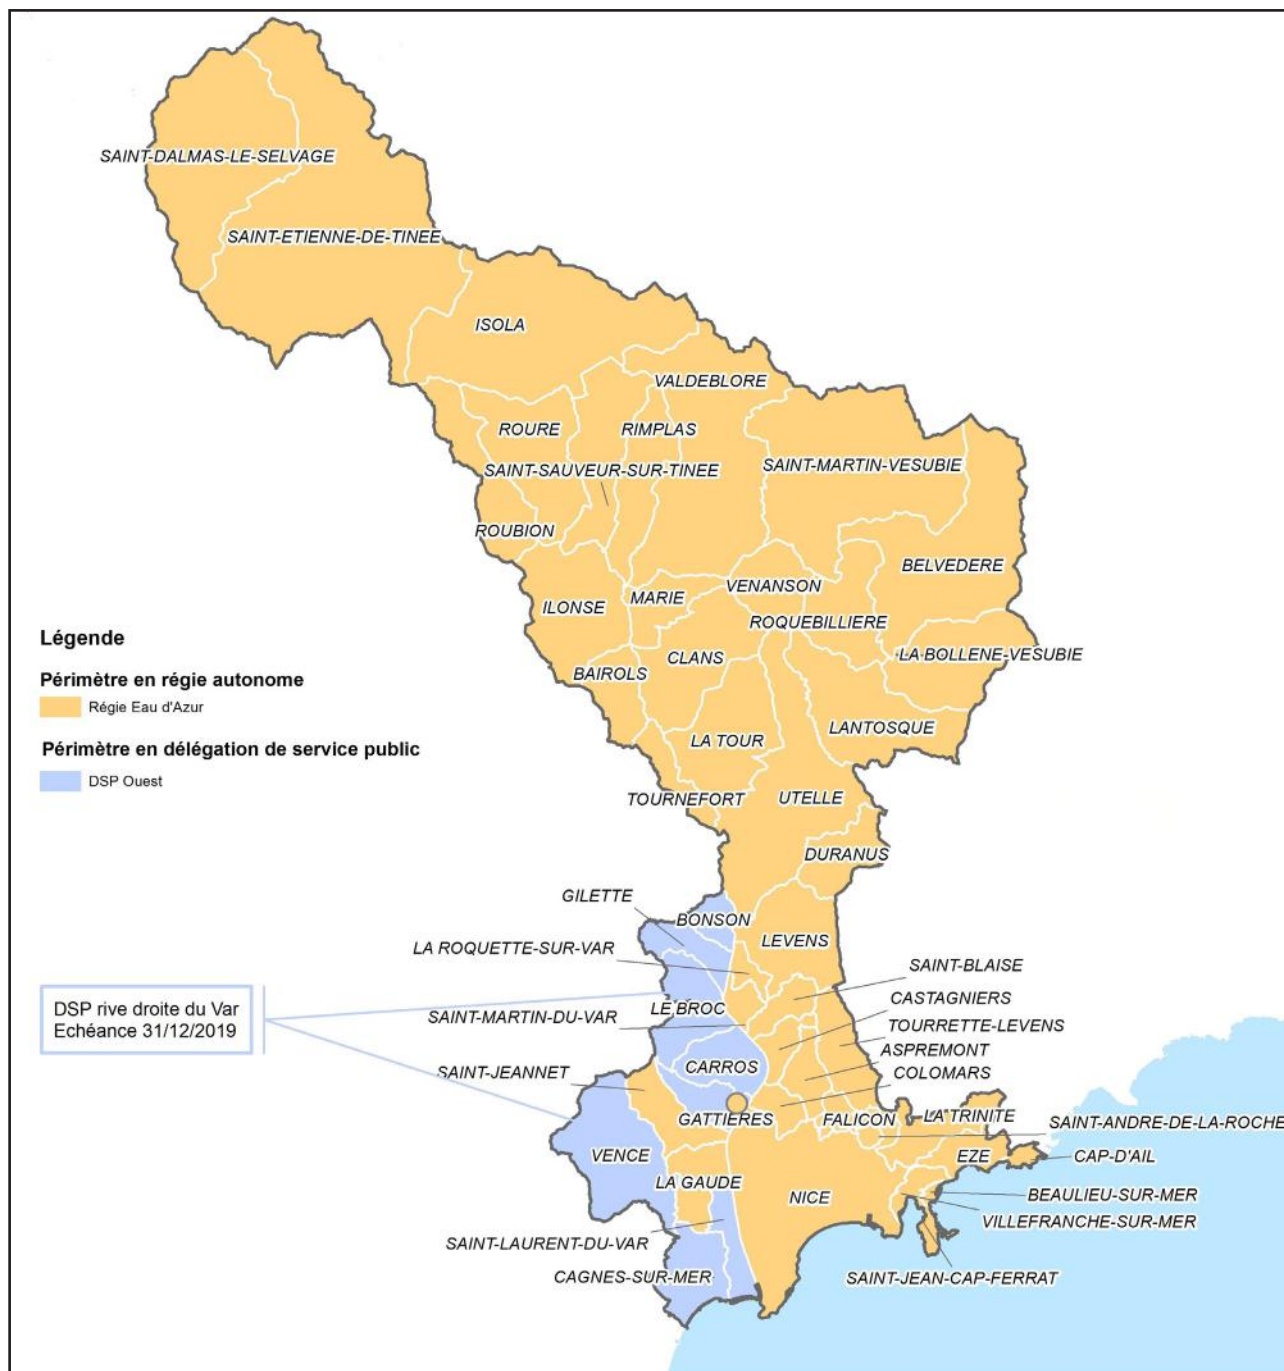 SAINT-DALMAS-LE-SELVAGE
SAINT-ETIENNE-DE-TINEE
ISOLA
VALDEBLORE
ROURE
RIMPLAS
SAINT-SAUVEUR-SUR-TINEE
SAINT-MARTIN-VESUBIE
ROUBION
BELVEDERE
VENANSON
MARIE
ILONSE
ROQUEBILLIERE
Légende
CLANS
LA BOLLENE-VESUBIE
BAIROLS
Périmètre en régie autonome
Régie Eau d'Azur
LANTOSQUE
LA TOUR
Périmètre en délégation de service public
DSP Ouest
TOURNEFORT
UTELLE
DURANUS
GILETTE
BONSON
LEVENS
LA ROQUETTE-SUR-VAR
SAINT-BLAISE
CASTAGNIERS
DSP rive droite du Var
Echéance 31/12/2019
LE BROC
SAINT-MARTIN-DU-VAR
TOURRETTE-LEVENS
ASPREMONT
CARROS
SAINT-JEANNET
COLOMARS
GATTIERES
FALICON
LA TRINITE
SAINT-ANDRE-DE-LA-ROCHE
VENCE
EZE
CAP-D'AIL
LA GAUDE
NICE
BEAULIEU-SUR-MER
VILLEFRANCHE-SUR-MER
SAINT-LAURENT-DU-VAR
CAGNES-SUR-MER
SAINT-JEAN-CAP-FERRAT